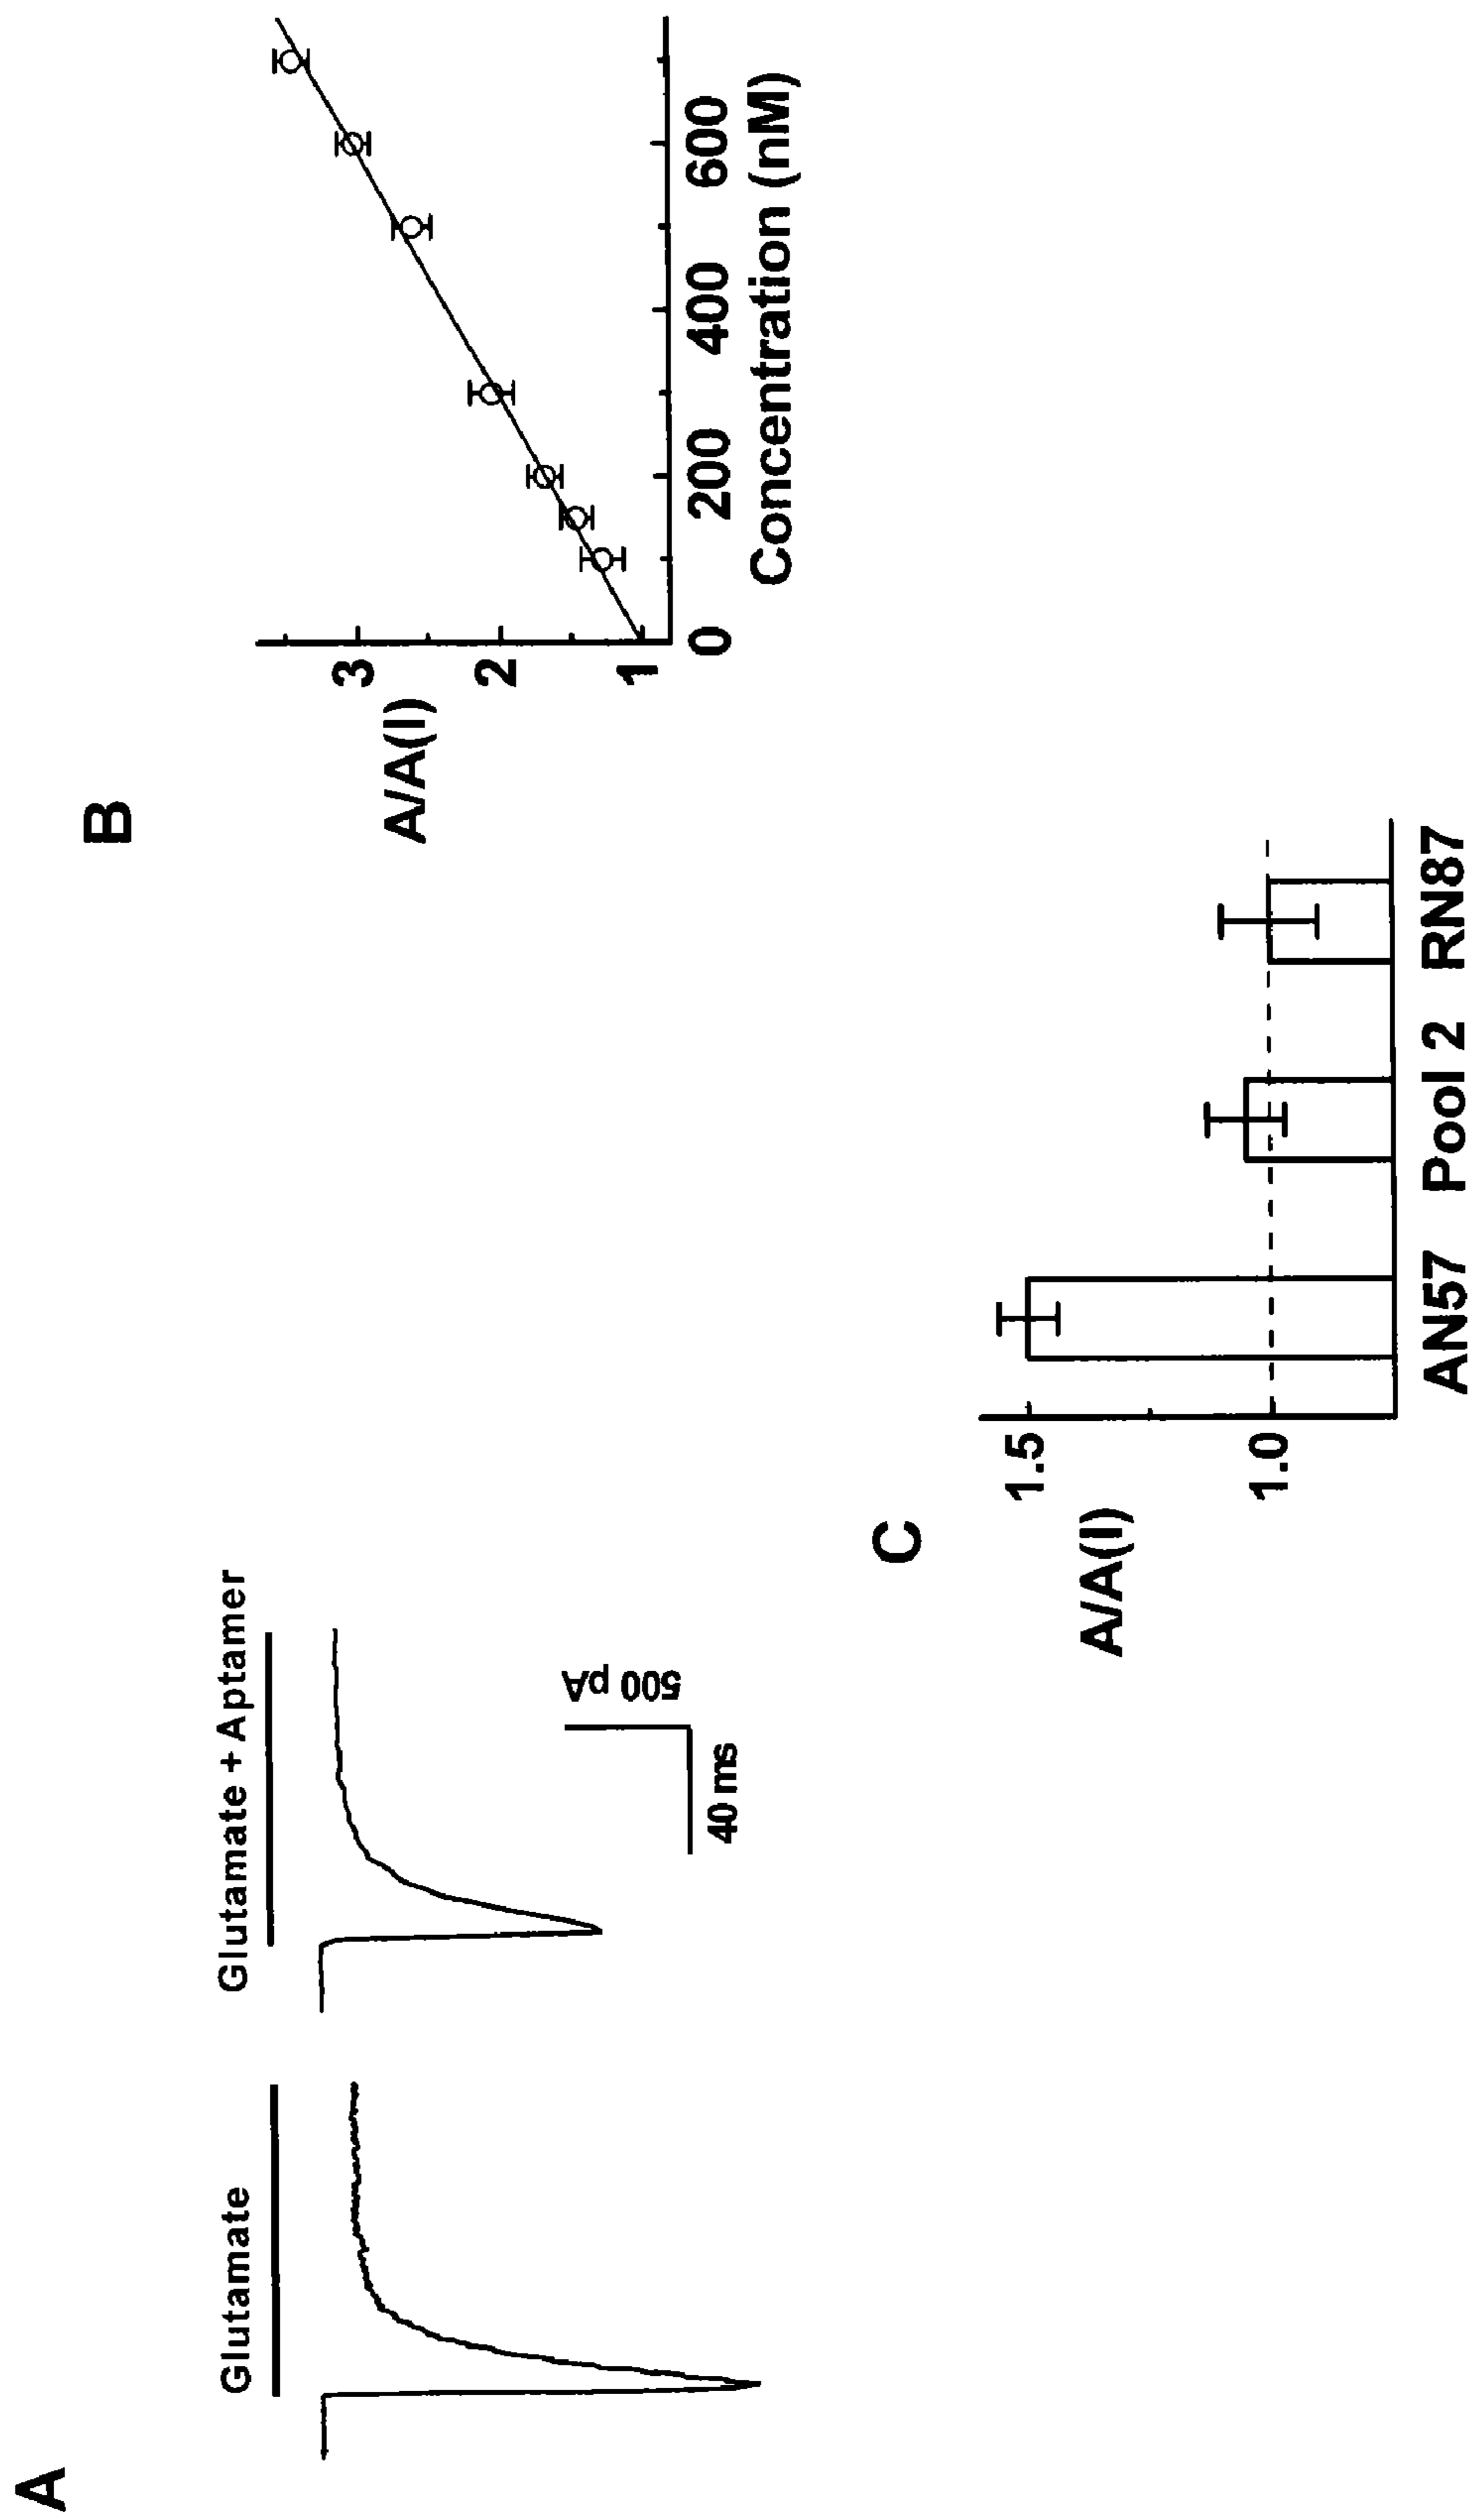 A
Glutamate
Glutamate + Aptamer
500 pA
40 ms
B
A/A(I)
3
2
1
0 200 400 600
Concentration (nM)
C
A/A(I)
1.5
1.0
AN57 Pool 2 RN87